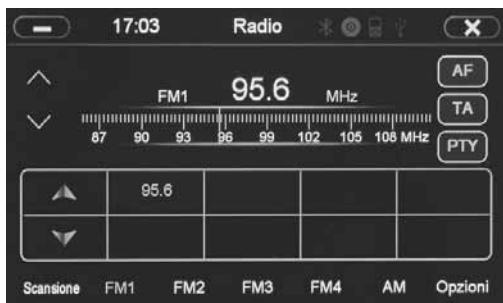 17:03 Radio
AF
FM1 95.6 MHz
TA
87 90 93 96 99 102 105 108 MHz
PTY
95.6
Scansione FM1 FM2 FM3 FM4 AM Opzioni